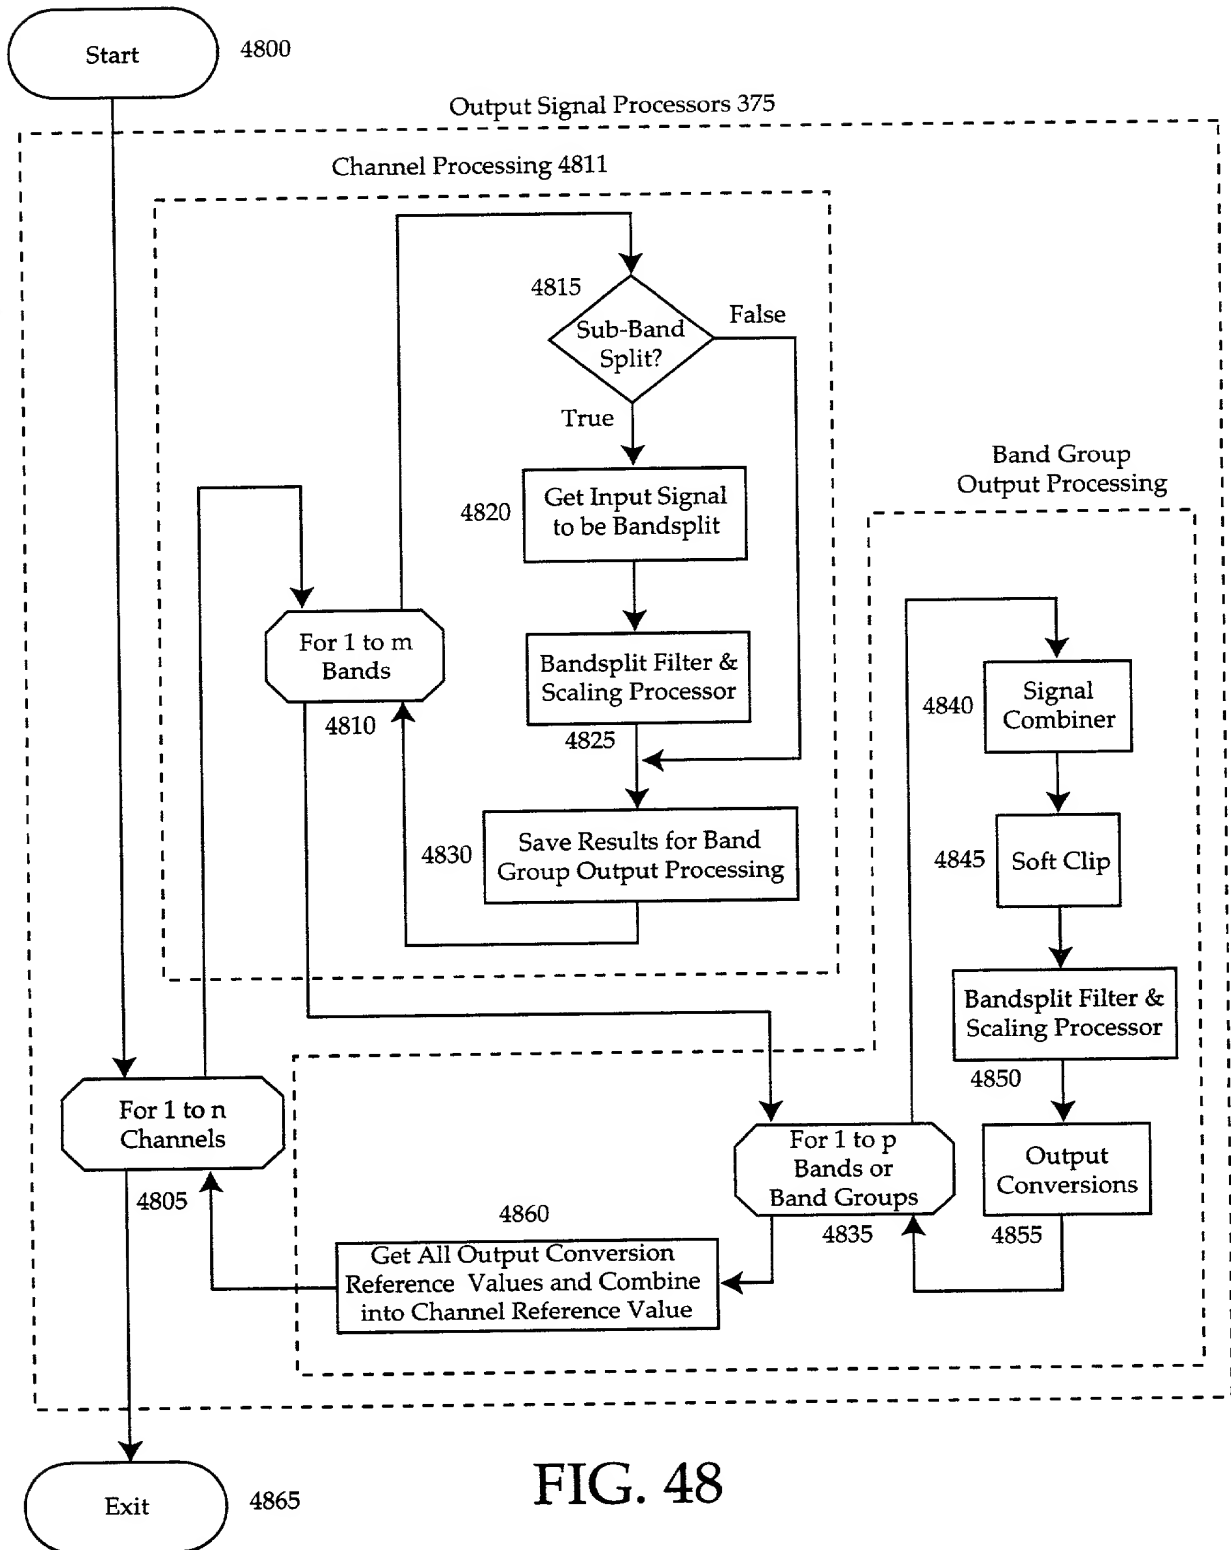 Start
4800
Output Signal Processors 375
Channel Processing 4811
4815
Sub-Band
Split?
False
True
4820
Get Input Signal
to be Bandsplit
For 1 to m
Bands
4810
Bandsplit Filter &
Scaling Processor
4825
4830
Save Results for Band
Group Output Processing
Band Group
Output Processing
4840
Signal
Combiner
4845
Soft Clip
Bandsplit Filter &
Scaling Processor
4850
For 1 to n
Channels
4805
For 1 to p
Bands or
Band Groups
4835
Output
Conversions
4855
4860
Get All Output Conversion
Reference Values and Combine
into Channel Reference Value
Exit
4865
FIG. 48